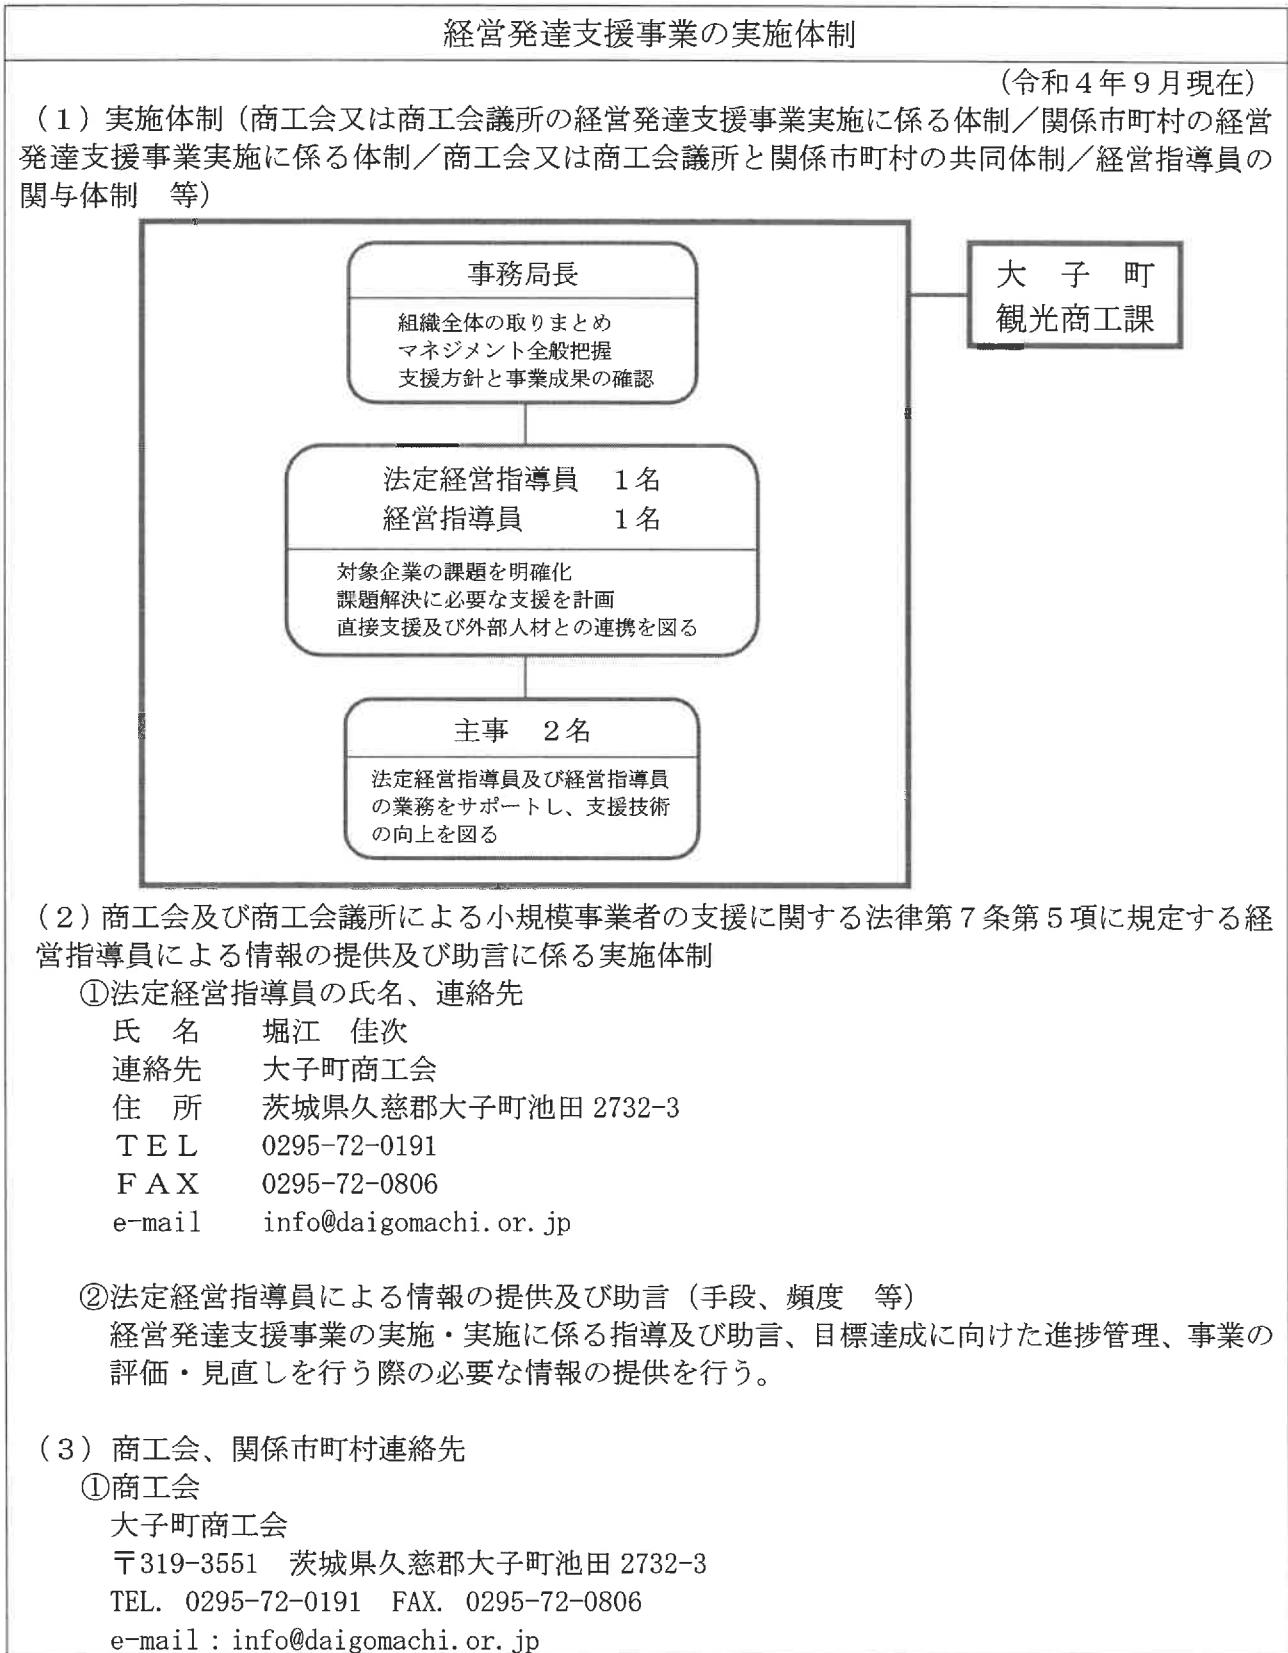 経営発達支援事業の実施体制
(令和4年9月現在)
(1)実施体制(商工会又は商工会議所の経営発達支援事業実施に係る体制/関係市町村の経営
発達支援事業実施に係る体制/商工会又は商工会議所と関係市町村の共同体制/経営指導員の
関与体制　等)
事務局長
組織全体の取りまとめ
マネジメント全般把握
支援方針と事業成果の確認
大　子　町
観光商工課
法定経営指導員　1名
経営指導員　　　1名
対象企業の課題を明確化
課題解決に必要な支援を計画
直接支援及び外部人材との連携を図る
主事　2名
法定経営指導員及び経営指導員
の業務をサポートし、支援技術
の向上を図る
(2)商工会及び商工会議所による小規模事業者の支援に関する法律第7条第5項に規定する経
営指導員による情報の提供及び助言に係る実施体制
①法定経営指導員の氏名、連絡先
氏　名　　堀江　佳次
連絡先　　大子町商工会
住　所　　茨城県久慈郡大子町池田 2732-3
ＴＥＬ　　0295-72-0191
ＦＡＸ　　0295-72-0806
e-mail　　info@daigomachi.or.jp
②法定経営指導員による情報の提供及び助言(手段、頻度　等)
経営発達支援事業の実施・実施に係る指導及び助言、目標達成に向けた進捗管理、事業の
評価・見直しを行う際の必要な情報の提供を行う。
(3)商工会、関係市町村連絡先
①商工会
大子町商工会
〒319-3551　茨城県久慈郡大子町池田 2732-3
TEL. 0295-72-0191　FAX. 0295-72-0806
e-mail：info@daigomachi.or.jp